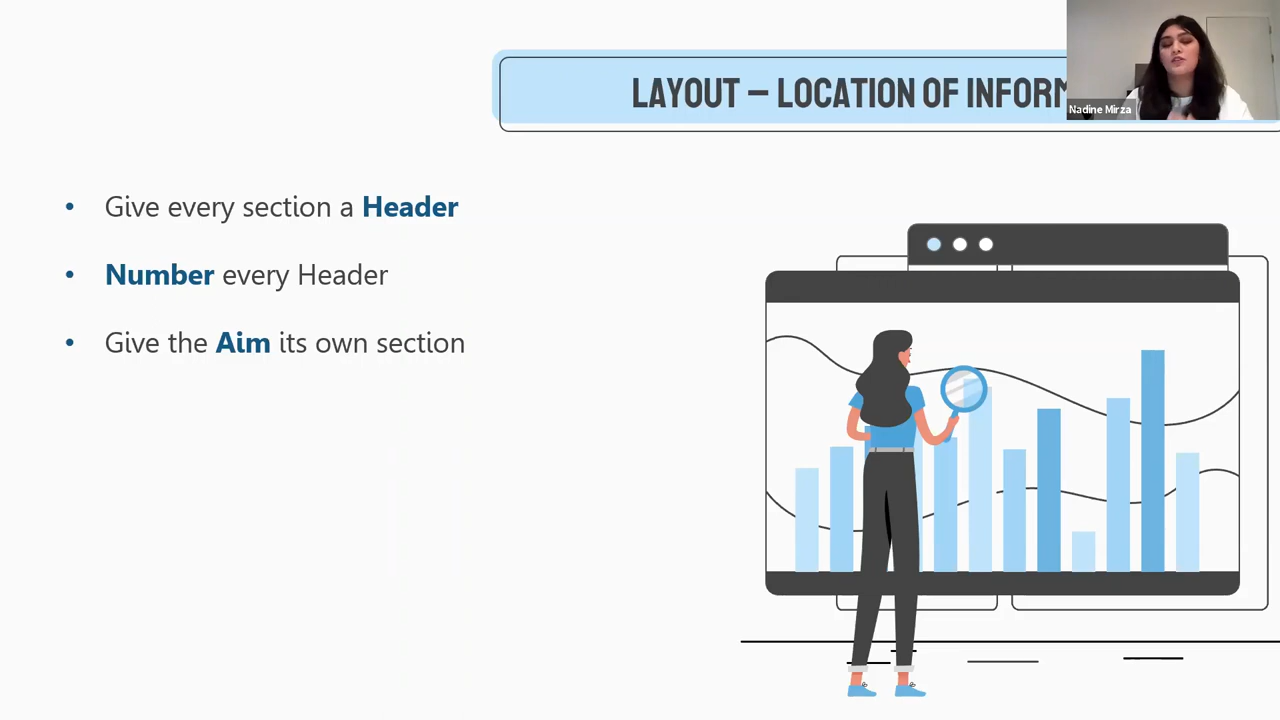 LAYOUT – LOCATION OF INFORM
Nadine Mirza
• Give every section a Header
• Number every Header
• Give the Aim its own section